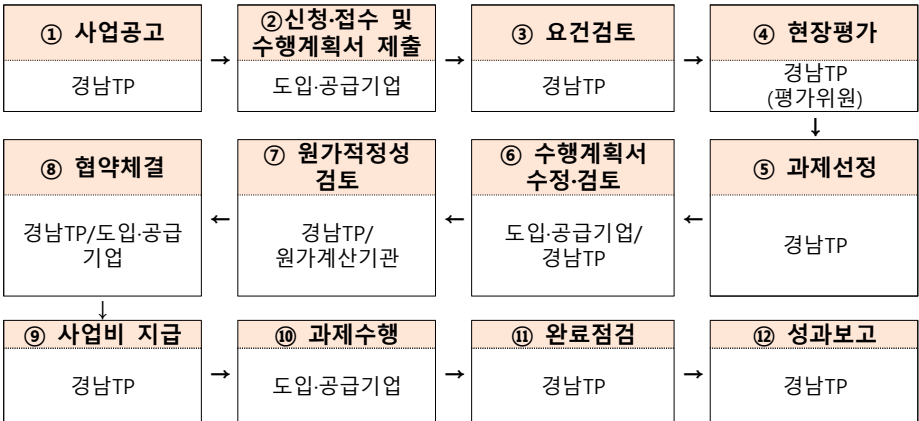 ① 사업공고
경남TP
→
②신청·접수 및
수행계획서 제출
도입·공급기업
→
③ 요건검토
경남TP
→
④ 현장평가
경남TP
(평가위원)
↓
⑤ 과제선정
경남TP
←
⑥ 수행계획서
수정·검토
도입·공급기업/
경남TP
←
⑦ 원가적정성
검토
경남TP/
원가계산기관
←
⑧ 협약체결
경남TP/도입·공급
기업
↓
⑨ 사업비 지급
경남TP
→
⑩ 과제수행
도입·공급기업
→
⑪ 완료점검
경남TP
→
⑫ 성과보고
경남TP